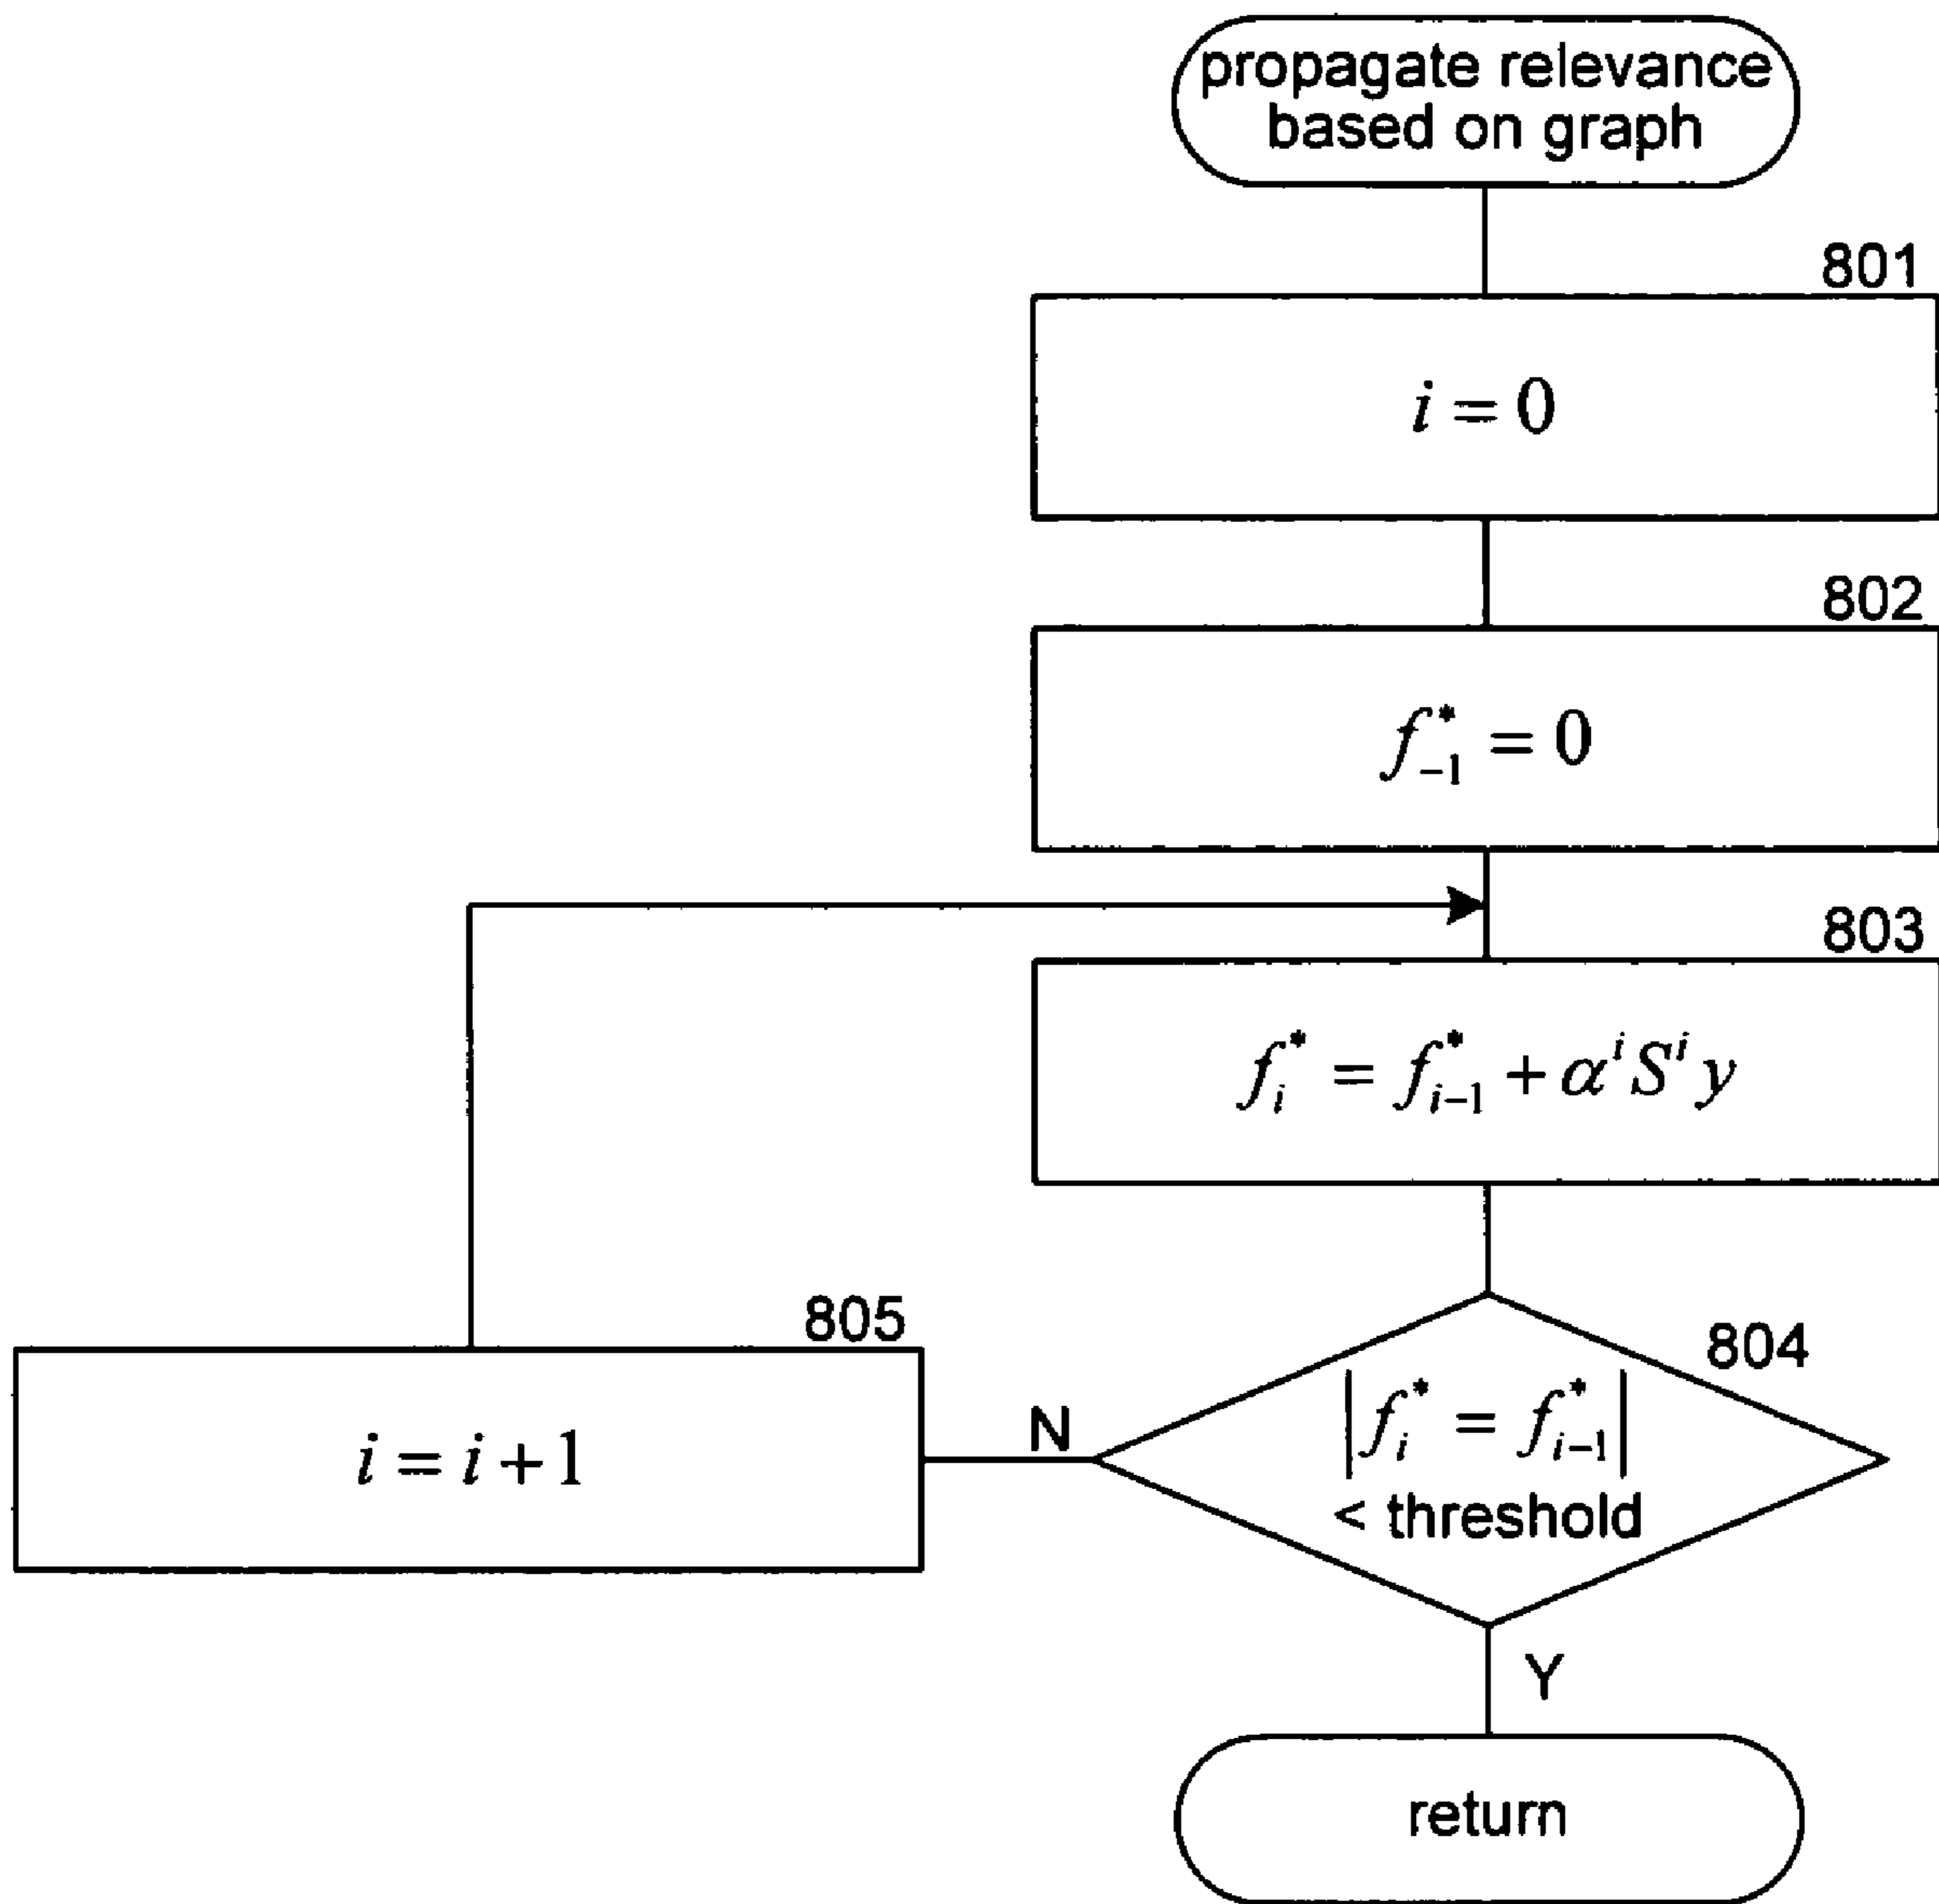 propagate relevance
based on graph
801
i = 0
802
f*₋₁ = 0
803
f*ᵢ = f*ᵢ₋₁ + αⁱSⁱy
804
|f*ᵢ = f*ᵢ₋₁|
< threshold
N
805
i = i + 1
Y
return